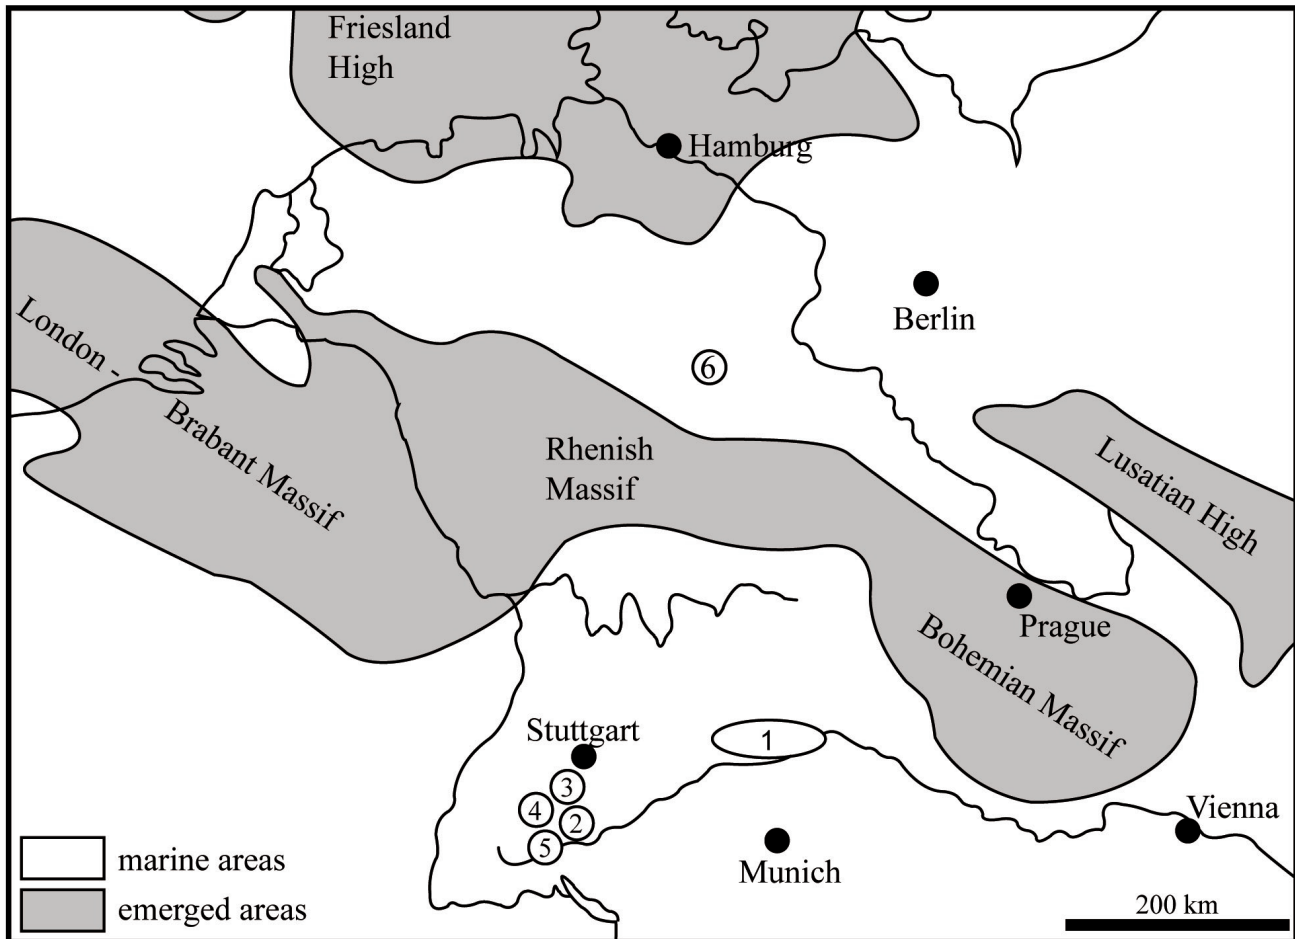 Friesland
High
Hamburg
Berlin
London -
Brabant Massif
6
Rhenish
Massif
Lusatian High
Prague
Bohemian Massif
Stuttgart
1
3
4
2
5
Munich
Vienna
marine areas
emerged areas
200 km